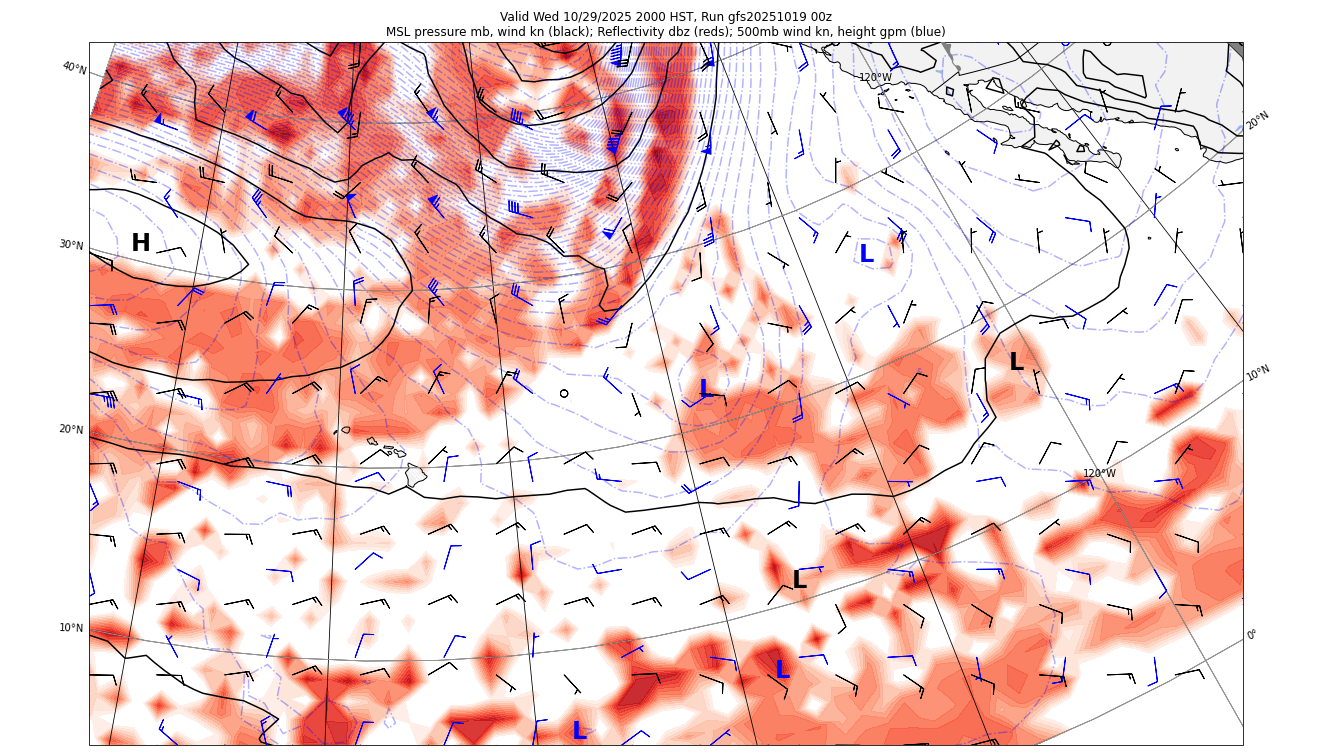 Valid Wed 10/29/2025 2000 HST, Run gfs20251019 00z
MSL pressure mb, wind kn (black); Reflectivity dbz (reds); 500mb wind kn, height gpm (blue)
40°N
120°W
20°N
H
30°N
L
L
L
10°N
20°N
120°W
L
10°N
0°
L
L